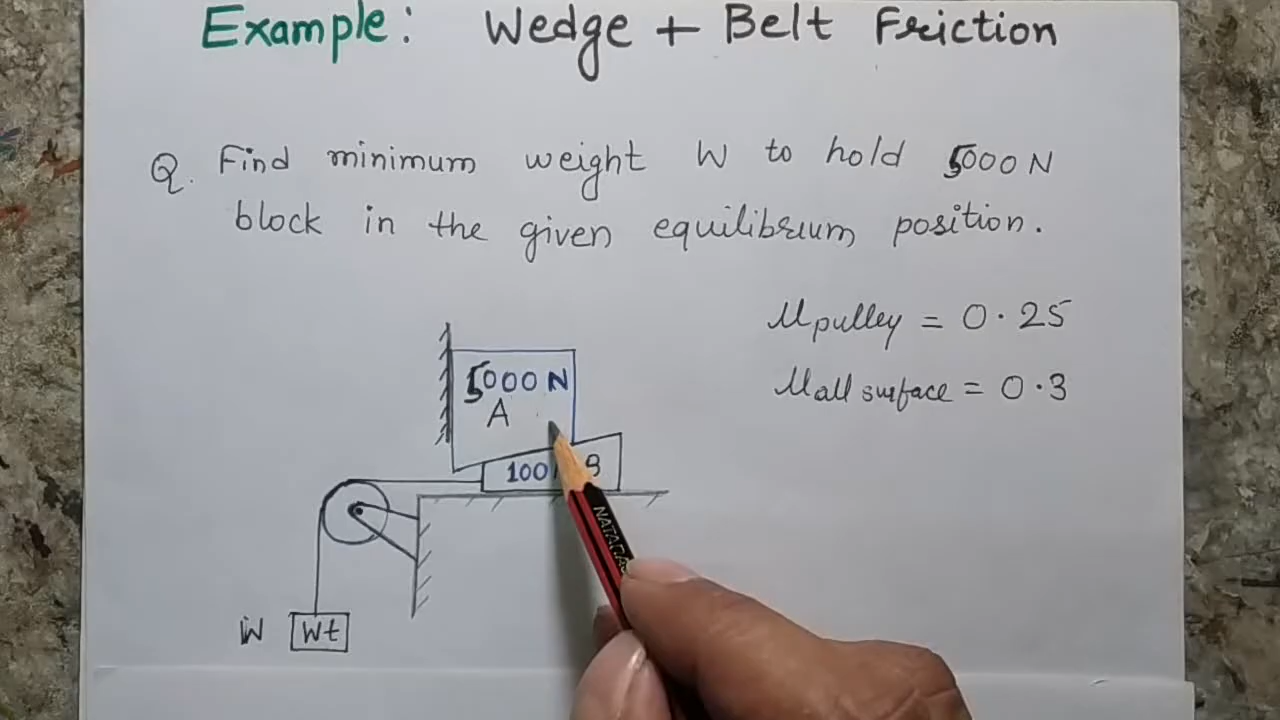 Example: Wedge + Belt Friction
Q. Find minimum weight W to hold 5000 N
block in the given equilibrium position.
μpulley = 0.25
μall surface = 0.3
5000 N
A
100
W Wt